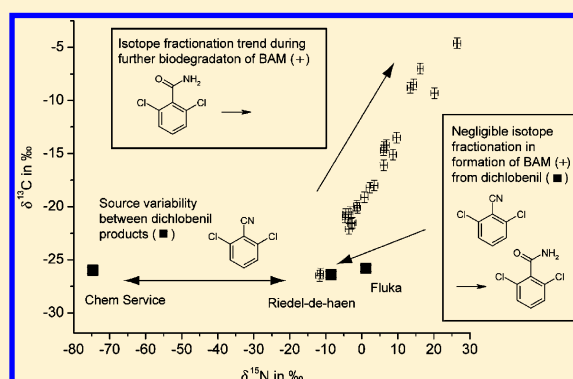 Isotope fractionation trend during
further biodegradaton of BAM (+)
O
NH₂
Cl
Cl
Source variability
between dichlobenil
products (■)
CN
Cl
Cl
Negligible isotope
fractionation in
formation of BAM (+)
from dichlobenil (■)
CN
Cl
Cl
O
NH₂
Cl
Cl
Chem Service
Riedel-de-haen
Fluka
δ¹³C in ‰
-5
-10
-15
-20
-25
-30
-80 -70 -60 -50 -40 -30 -20 -10 0 10 20 30
δ¹⁵N in ‰